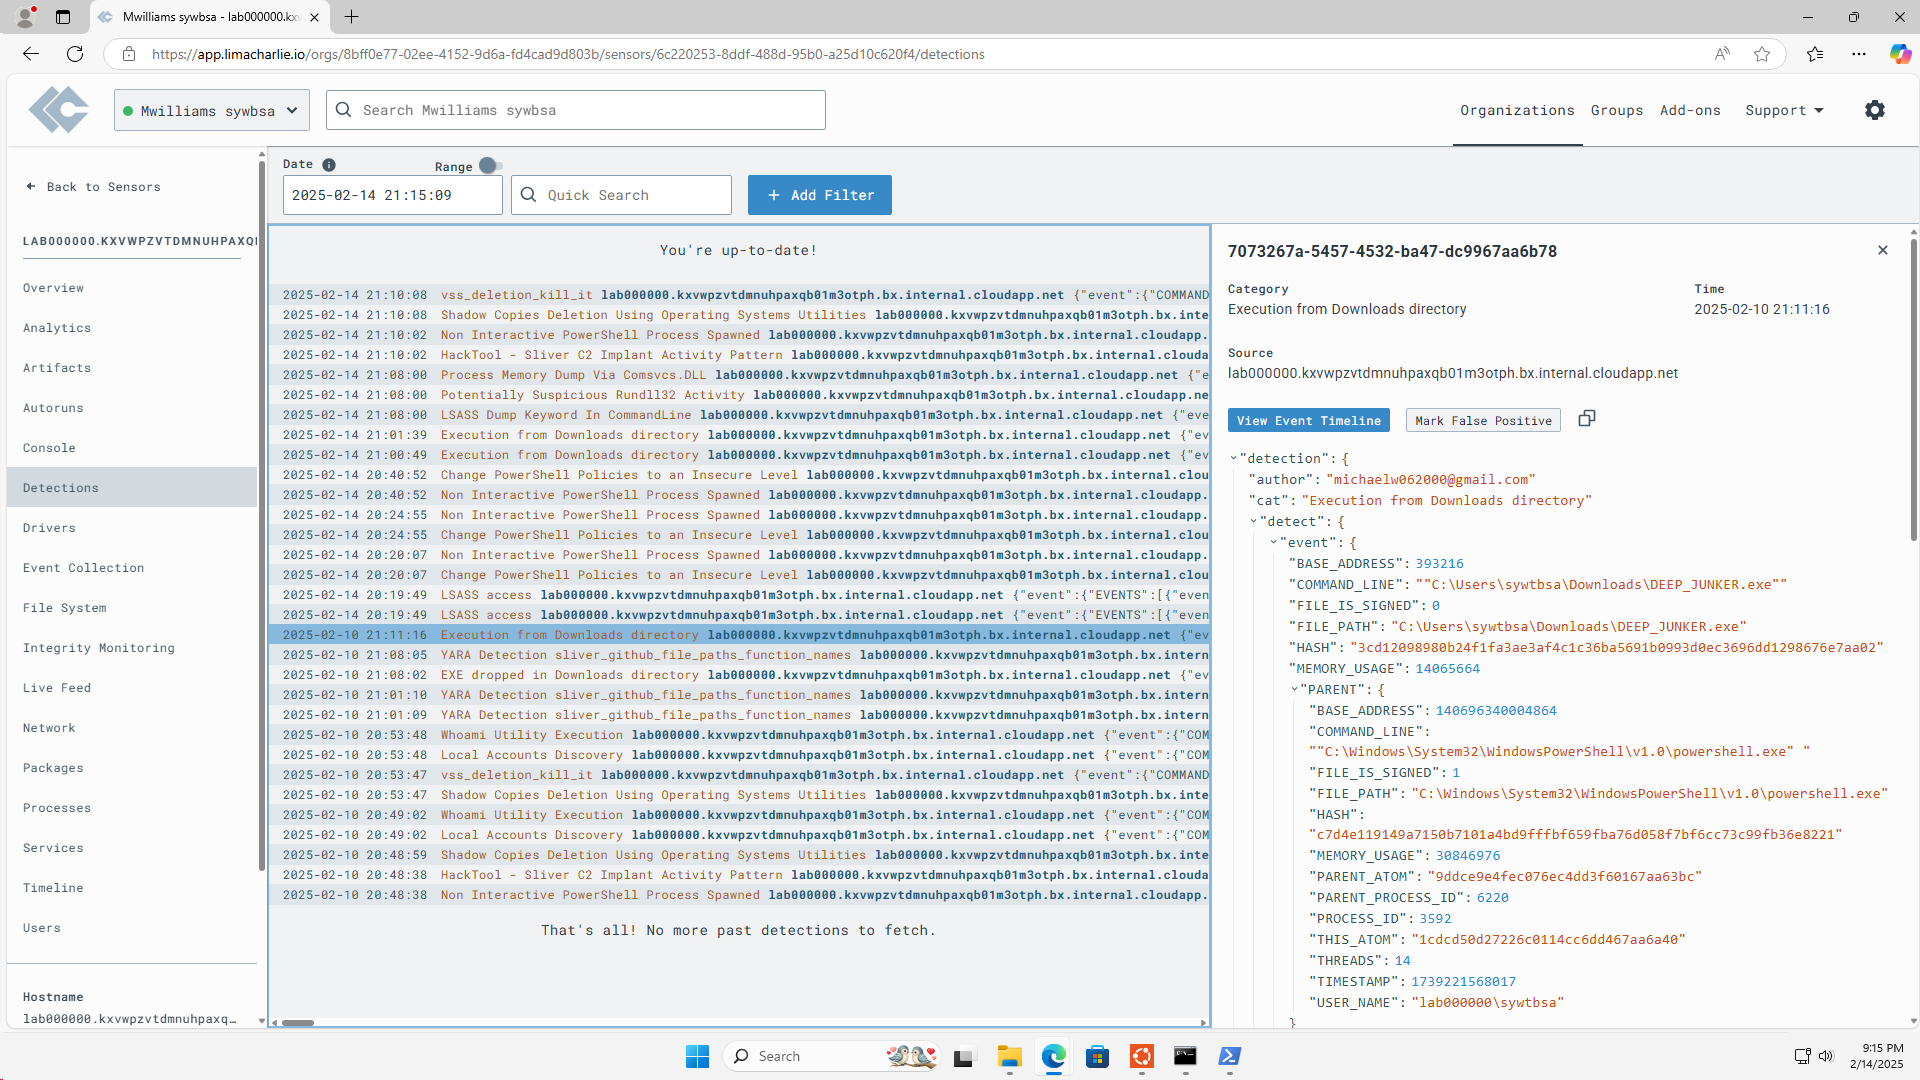 Mwilliams sywbsa - lab000000.kxv
https://app.limacharlie.io/orgs/8bff0e77-02ee-4152-9d6a-fd4cad9d803b/sensors/6c220253-8ddf-488d-95b0-a25d10c620f4/detections
Mwilliams sywbsa
Search Mwilliams sywbsa
Organizations
Groups
Add-ons
Support
Back to Sensors
LAB000000.KXVWPZVTDMNUHPAXQ
Overview
Analytics
Artifacts
Autoruns
Console
Detections
Drivers
Event Collection
File System
Integrity Monitoring
Live Feed
Network
Packages
Processes
Services
Timeline
Users
Hostname
lab000000.kxvwpzvtdmnuhpaxq…
Date
Range
2025-02-14 21:15:09
Quick Search
+ Add Filter
You're up-to-date!
2025-02-14 21:10:08 vss_deletion_kill_it lab000000.kxvwpzvtdmnuhpaxqb01m3otph.bx.internal.cloudapp.net {"event":{"COMMAND
2025-02-14 21:10:08 Shadow Copies Deletion Using Operating Systems Utilities lab000000.kxvwpzvtdmnuhpaxqb01m3otph.bx.inte
2025-02-14 21:10:02 Non Interactive PowerShell Process Spawned lab000000.kxvwpzvtdmnuhpaxqb01m3otph.bx.internal.cloudapp.
2025-02-14 21:10:02 HackTool - Sliver C2 Implant Activity Pattern lab000000.kxvwpzvtdmnuhpaxqb01m3otph.bx.internal.clouda
2025-02-14 21:08:00 Process Memory Dump Via Comsvcs.DLL lab000000.kxvwpzvtdmnuhpaxqb01m3otph.bx.internal.cloudapp.net {"e
2025-02-14 21:08:00 Potentially Suspicious Rundll32 Activity lab000000.kxvwpzvtdmnuhpaxqb01m3otph.bx.internal.cloudapp.ne
2025-02-14 21:08:00 LSASS Dump Keyword In CommandLine lab000000.kxvwpzvtdmnuhpaxqb01m3otph.bx.internal.cloudapp.net {"eve
2025-02-14 21:01:39 Execution from Downloads directory lab000000.kxvwpzvtdmnuhpaxqb01m3otph.bx.internal.cloudapp.net {"ev
2025-02-14 21:00:49 Execution from Downloads directory lab000000.kxvwpzvtdmnuhpaxqb01m3otph.bx.internal.cloudapp.net {"ev
2025-02-14 20:40:52 Change PowerShell Policies to an Insecure Level lab000000.kxvwpzvtdmnuhpaxqb01m3otph.bx.internal.clou
2025-02-14 20:40:52 Non Interactive PowerShell Process Spawned lab000000.kxvwpzvtdmnuhpaxqb01m3otph.bx.internal.cloudapp.
2025-02-14 20:24:55 Non Interactive PowerShell Process Spawned lab000000.kxvwpzvtdmnuhpaxqb01m3otph.bx.internal.cloudapp.
2025-02-14 20:24:55 Change PowerShell Policies to an Insecure Level lab000000.kxvwpzvtdmnuhpaxqb01m3otph.bx.internal.clou
2025-02-14 20:20:07 Non Interactive PowerShell Process Spawned lab000000.kxvwpzvtdmnuhpaxqb01m3otph.bx.internal.cloudapp.
2025-02-14 20:20:07 Change PowerShell Policies to an Insecure Level lab000000.kxvwpzvtdmnuhpaxqb01m3otph.bx.internal.clou
2025-02-14 20:19:49 LSASS access lab000000.kxvwpzvtdmnuhpaxqb01m3otph.bx.internal.cloudapp.net {"event":{"EVENTS":[{"even
2025-02-14 20:19:49 LSASS access lab000000.kxvwpzvtdmnuhpaxqb01m3otph.bx.internal.cloudapp.net {"event":{"EVENTS":[{"even
2025-02-10 21:11:16 Execution from Downloads directory lab000000.kxvwpzvtdmnuhpaxqb01m3otph.bx.internal.cloudapp.net {"ev
2025-02-10 21:08:05 YARA Detection sliver_github_file_paths_function_names lab000000.kxvwpzvtdmnuhpaxqb01m3otph.bx.intern
2025-02-10 21:08:02 EXE dropped in Downloads directory lab000000.kxvwpzvtdmnuhpaxqb01m3otph.bx.internal.cloudapp.net {"ev
2025-02-10 21:01:10 YARA Detection sliver_github_file_paths_function_names lab000000.kxvwpzvtdmnuhpaxqb01m3otph.bx.intern
2025-02-10 21:01:09 YARA Detection sliver_github_file_paths_function_names lab000000.kxvwpzvtdmnuhpaxqb01m3otph.bx.intern
2025-02-10 20:53:48 Whoami Utility Execution lab000000.kxvwpzvtdmnuhpaxqb01m3otph.bx.internal.cloudapp.net {"event":{"COM
2025-02-10 20:53:48 Local Accounts Discovery lab000000.kxvwpzvtdmnuhpaxqb01m3otph.bx.internal.cloudapp.net {"event":{"COM
2025-02-10 20:53:47 vss_deletion_kill_it lab000000.kxvwpzvtdmnuhpaxqb01m3otph.bx.internal.cloudapp.net {"event":{"COMMAND
2025-02-10 20:53:47 Shadow Copies Deletion Using Operating Systems Utilities lab000000.kxvwpzvtdmnuhpaxqb01m3otph.bx.inte
2025-02-10 20:49:02 Whoami Utility Execution lab000000.kxvwpzvtdmnuhpaxqb01m3otph.bx.internal.cloudapp.net {"event":{"COM
2025-02-10 20:49:02 Local Accounts Discovery lab000000.kxvwpzvtdmnuhpaxqb01m3otph.bx.internal.cloudapp.net {"event":{"COM
2025-02-10 20:48:59 Shadow Copies Deletion Using Operating Systems Utilities lab000000.kxvwpzvtdmnuhpaxqb01m3otph.bx.inte
2025-02-10 20:48:38 HackTool - Sliver C2 Implant Activity Pattern lab000000.kxvwpzvtdmnuhpaxqb01m3otph.bx.internal.clouda
2025-02-10 20:48:38 Non Interactive PowerShell Process Spawned lab000000.kxvwpzvtdmnuhpaxqb01m3otph.bx.internal.cloudapp.
That's all! No more past detections to fetch.
7073267a-5457-4532-ba47-dc9967aa6b78
Category
Time
Execution from Downloads directory
2025-02-10 21:11:16
Source
lab000000.kxvwpzvtdmnuhpaxqb01m3otph.bx.internal.cloudapp.net
View Event Timeline
Mark False Positive
"detection": {
"author": "michaelw062000@gmail.com"
"cat": "Execution from Downloads directory"
"detect": {
"event": {
"BASE_ADDRESS": 393216
"COMMAND_LINE": ""C:\Users\sywtbsa\Downloads\DEEP_JUNKER.exe""
"FILE_IS_SIGNED": 0
"FILE_PATH": "C:\Users\sywtbsa\Downloads\DEEP_JUNKER.exe"
"HASH": "3cd12098980b24f1fa3ae3af4c1c36ba5691b0993d0ec3696dd1298676e7aa02"
"MEMORY_USAGE": 14065664
"PARENT": {
"BASE_ADDRESS": 140696340004864
"COMMAND_LINE":
""C:\Windows\System32\WindowsPowerShell\v1.0\powershell.exe" "
"FILE_IS_SIGNED": 1
"FILE_PATH": "C:\Windows\System32\WindowsPowerShell\v1.0\powershell.exe"
"HASH":
"c7d4e119149a7150b7101a4bd9fffbf659fba76d058f7bf6cc73c99fb36e8221"
"MEMORY_USAGE": 30846976
"PARENT_ATOM": "9ddce9e4fec076ec4dd3f60167aa63bc"
"PARENT_PROCESS_ID": 6220
"PROCESS_ID": 3592
"THIS_ATOM": "1cdcd50d27226c0114cc6dd467aa6a40"
"THREADS": 14
"TIMESTAMP": 1739221568017
"USER_NAME": "lab000000\sywtbsa"
}
Search
9:15 PM
2/14/2025